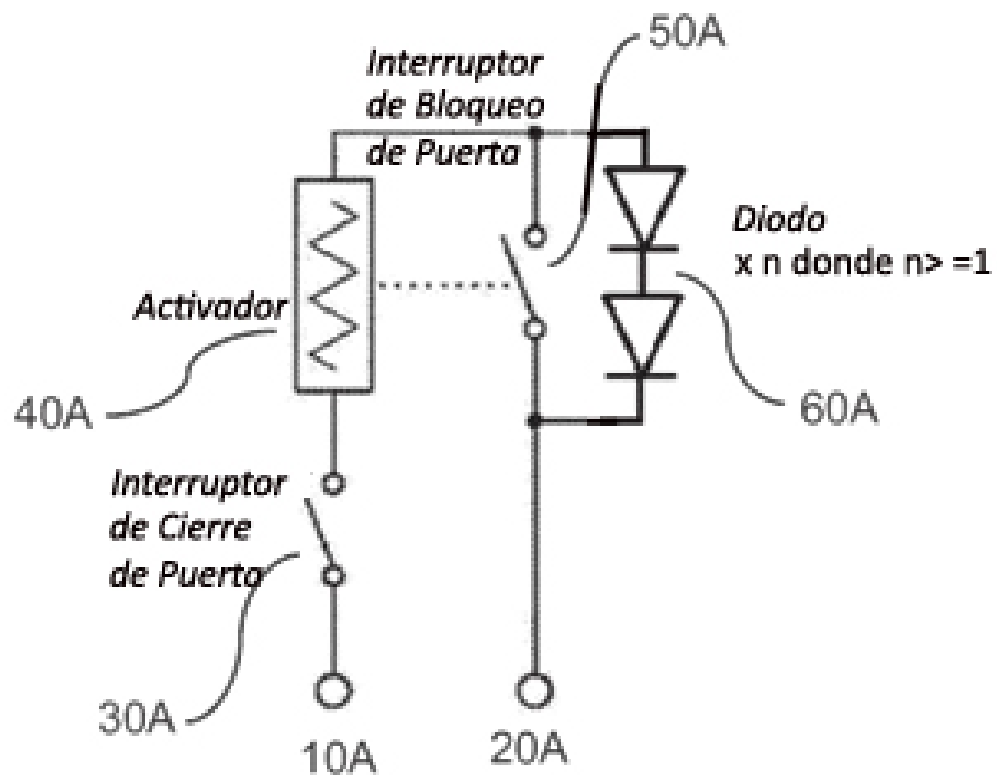 50A
Interruptor
de Bloqueo
de Puerta
Diodo
x n donde n> =1
Activador
40A
60A
Interruptor
de Cierre
de Puerta
30A
10A
20A